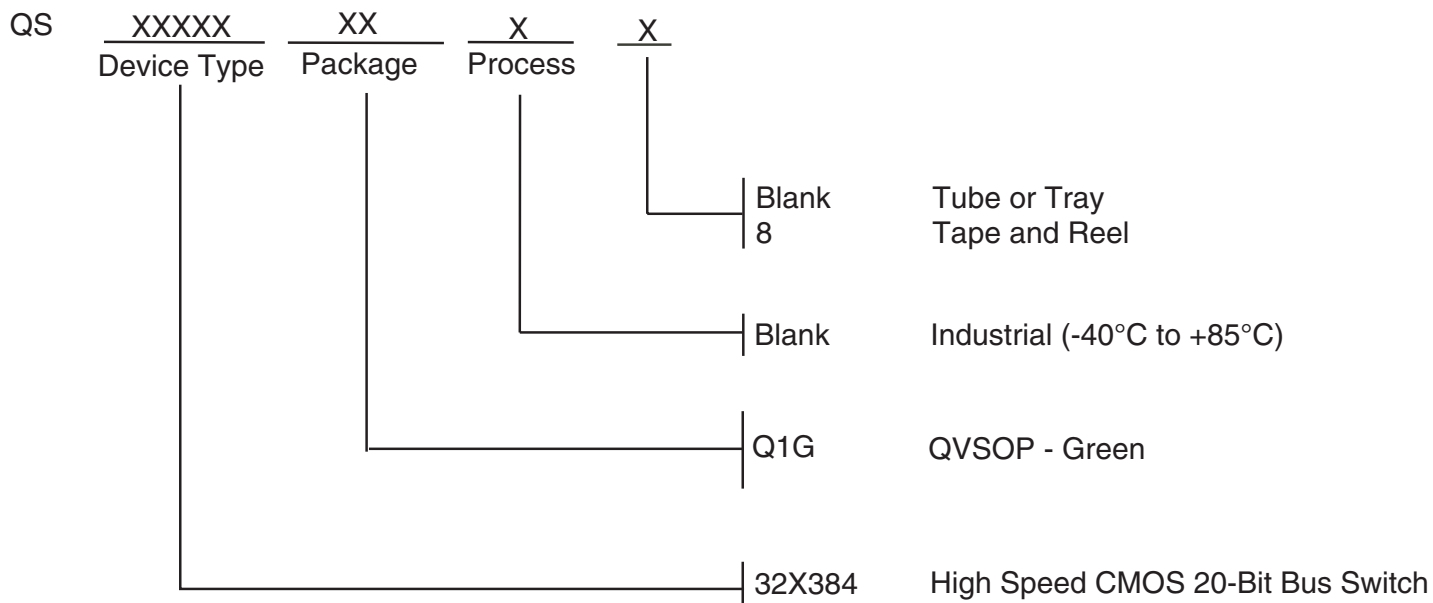 QS XXXXX XX X X
Device Type Package Process
Blank Tube or Tray
8 Tape and Reel
Blank Industrial (-40°C to +85°C)
Q1G QVSOP - Green
32X384 High Speed CMOS 20-Bit Bus Switch